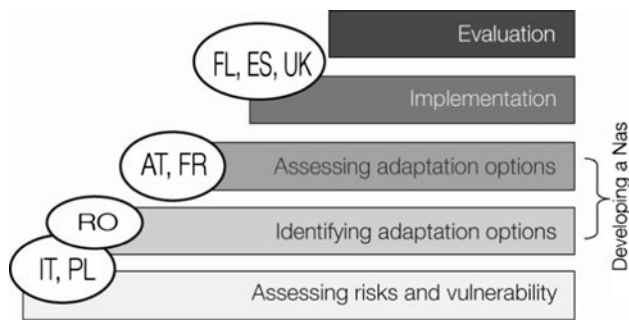 Evaluation
FL, ES, UK
Implementation
AT, FR
Assessing adaptation options
RO
Identifying adaptation options
IT, PL
Assessing risks and vulnerability
Developing a Nas